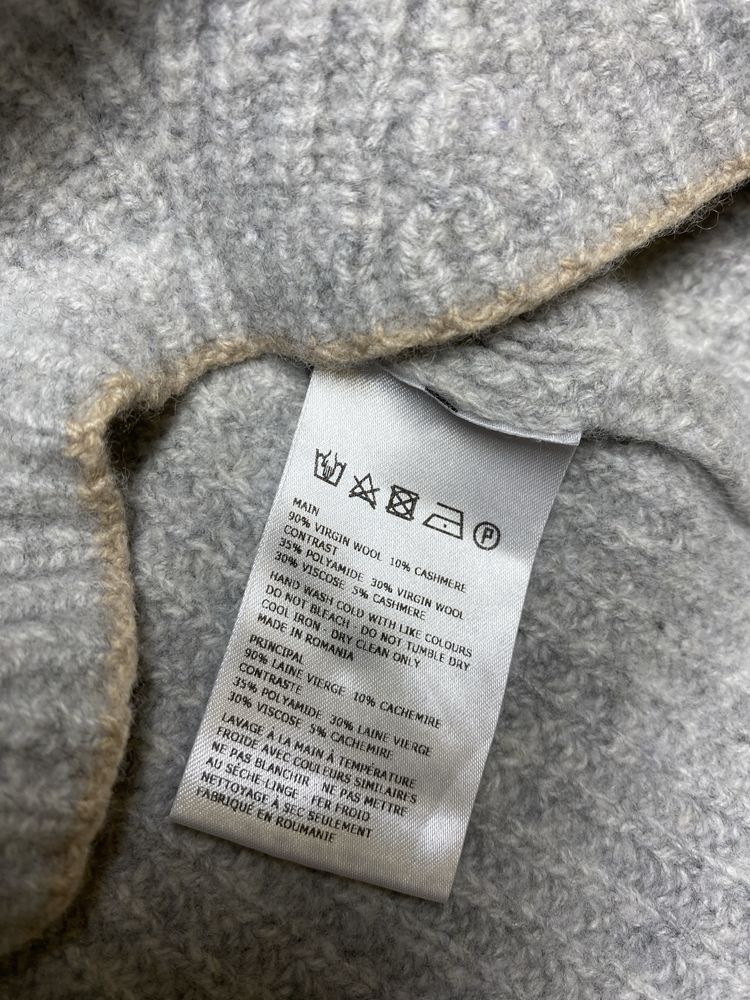 P
MAIN
90% VIRGIN WOOL 10% CASHMERE
CONTRAST
35% POLYAMIDE 30% VIRGIN WOOL
30% VISCOSE 5% CASHMERE
HAND WASH COLD WITH LIKE COLOURS
DO NOT BLEACH DO NOT TUMBLE DRY
COOL IRON DRY CLEAN ONLY
MADE IN ROMANIA
PRINCIPAL
90% LAINE VIERGE 10% CACHEMIRE
CONTRASTE
35% POLYAMIDE 30% LAINE VIERGE
30% VISCOSE 5% CACHEMIRE
LAVAGE À LA MAIN À TEMPÉRATURE
FROIDE AVEC COULEURS SIMILAIRES
NE PAS BLANCHIR NE PAS METTRE
AU SÈCHE-LINGE FER FROID
NETTOYAGE À SEC SEULEMENT
FABRIQUÉ EN ROUMANIE